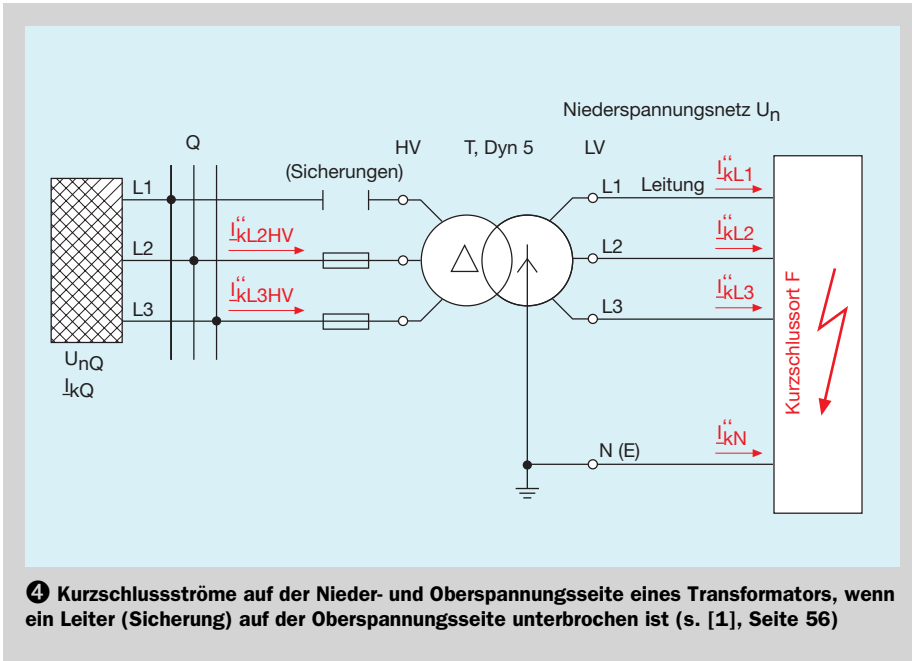 Niederspannungsnetz Un
Q
HV
T, Dyn 5
LV
(Sicherungen)
L1
L1
Leitung
I''kL1
L2
I''kL2HV
L2
I''kL2
L3
I''kL3HV
L3
I''kL3
UnQ
IkQ
Kurzschlussort F
N (E)
I''kN
❹ Kurzschlussströme auf der Nieder- und Oberspannungsseite eines Transformators, wenn
ein Leiter (Sicherung) auf der Oberspannungsseite unterbrochen ist (s. [1], Seite 56)